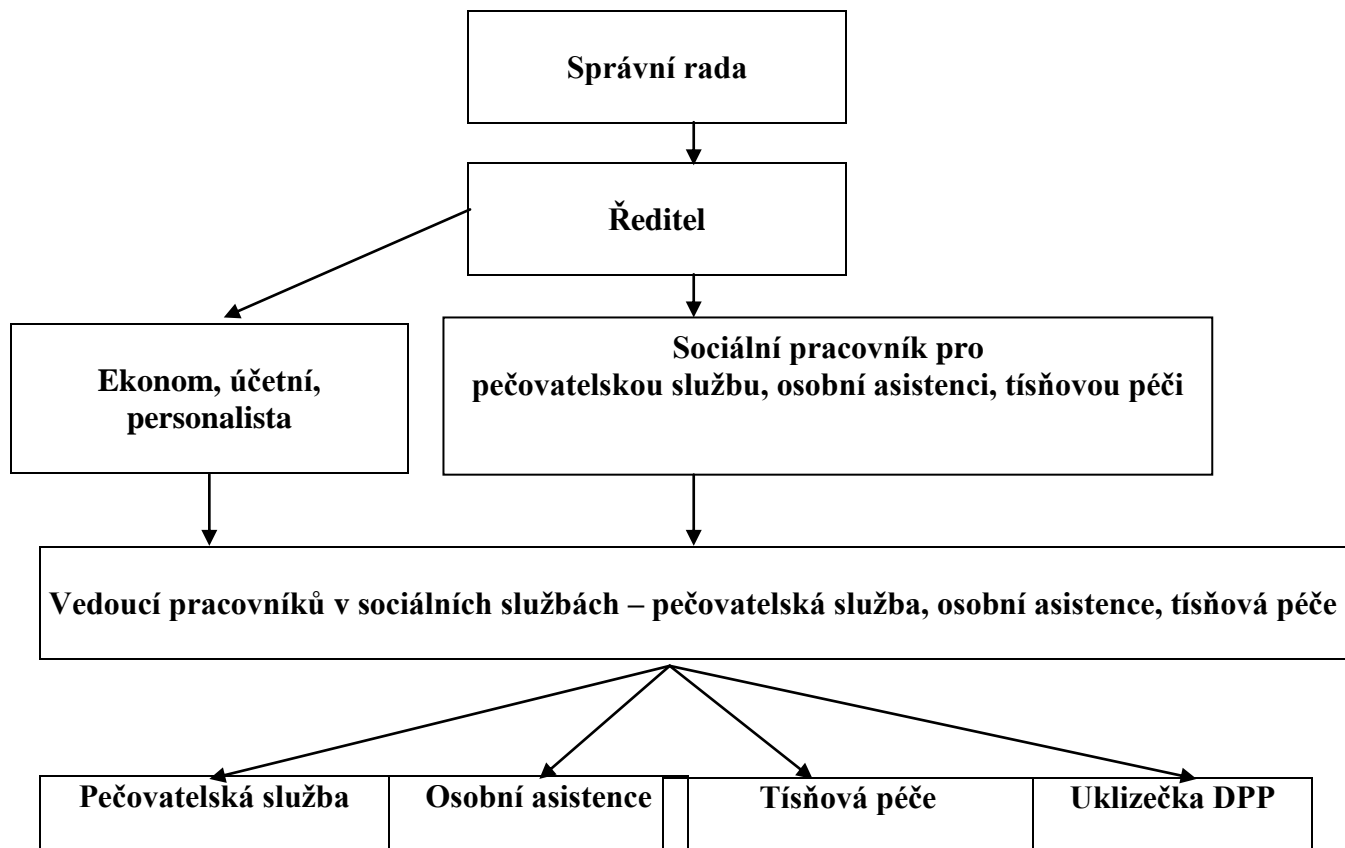 Správní rada
Ředitel
Ekonom, účetní,
personalista
Sociální pracovník pro
pečovatelskou službu, osobní asistenci, tísňovou péči
Vedoucí pracovníků v sociálních službách – pečovatelská služba, osobní asistence, tísňová péče
Pečovatelská služba
Osobní asistence
Tísňová péče
Uklizečka DPP